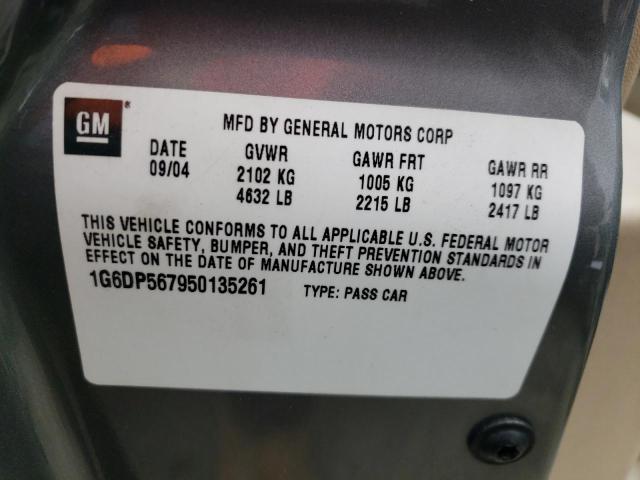 GM®
MFD BY GENERAL MOTORS CORP
DATE GVWR GAWR FRT GAWR RR
09/04 2102 KG 1005 KG 1097 KG
4632 LB 2215 LB 2417 LB
THIS VEHICLE CONFORMS TO ALL APPLICABLE U.S. FEDERAL MOTOR
VEHICLE SAFETY, BUMPER, AND THEFT PREVENTION STANDARDS IN
EFFECT ON THE DATE OF MANUFACTURE SHOWN ABOVE.
1G6DP567950135261 TYPE: PASS CAR